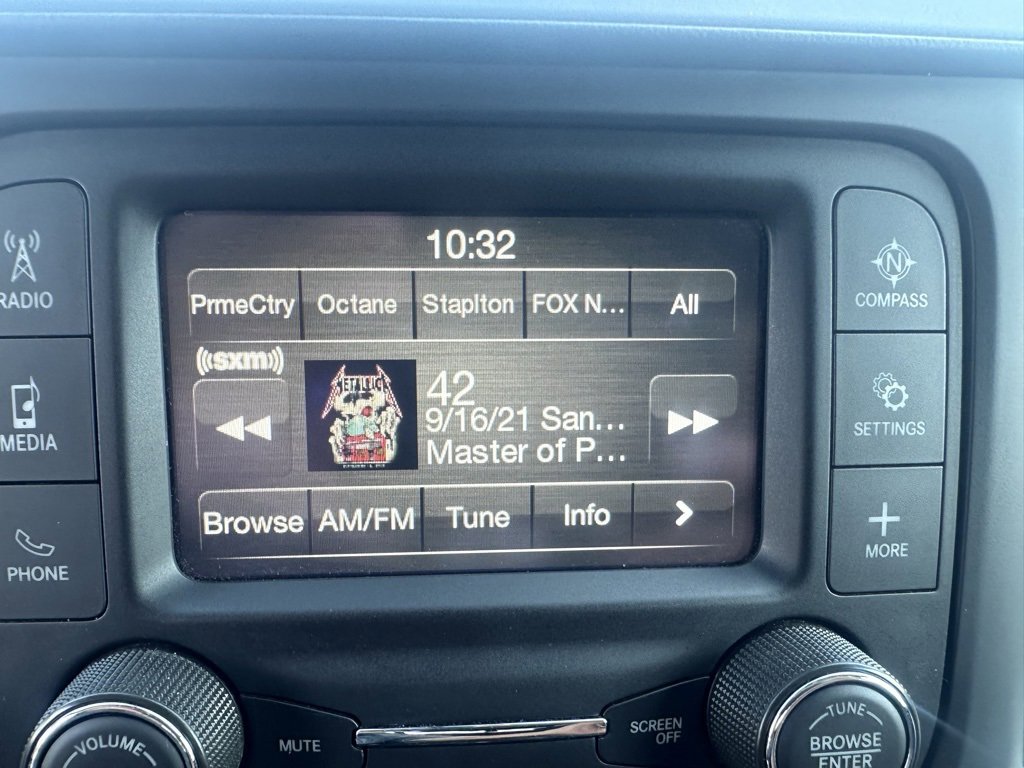 10:32
PrmeCtry Octane Staplton FOX N... All
((sxm))
METALLICA
42
9/16/21 San...
Master of P...
Browse AM/FM Tune Info >
RADIO
MEDIA
PHONE
N
COMPASS
SETTINGS
MORE
VOLUME
MUTE
SCREEN
OFF
TUNE
BROWSE
ENTER